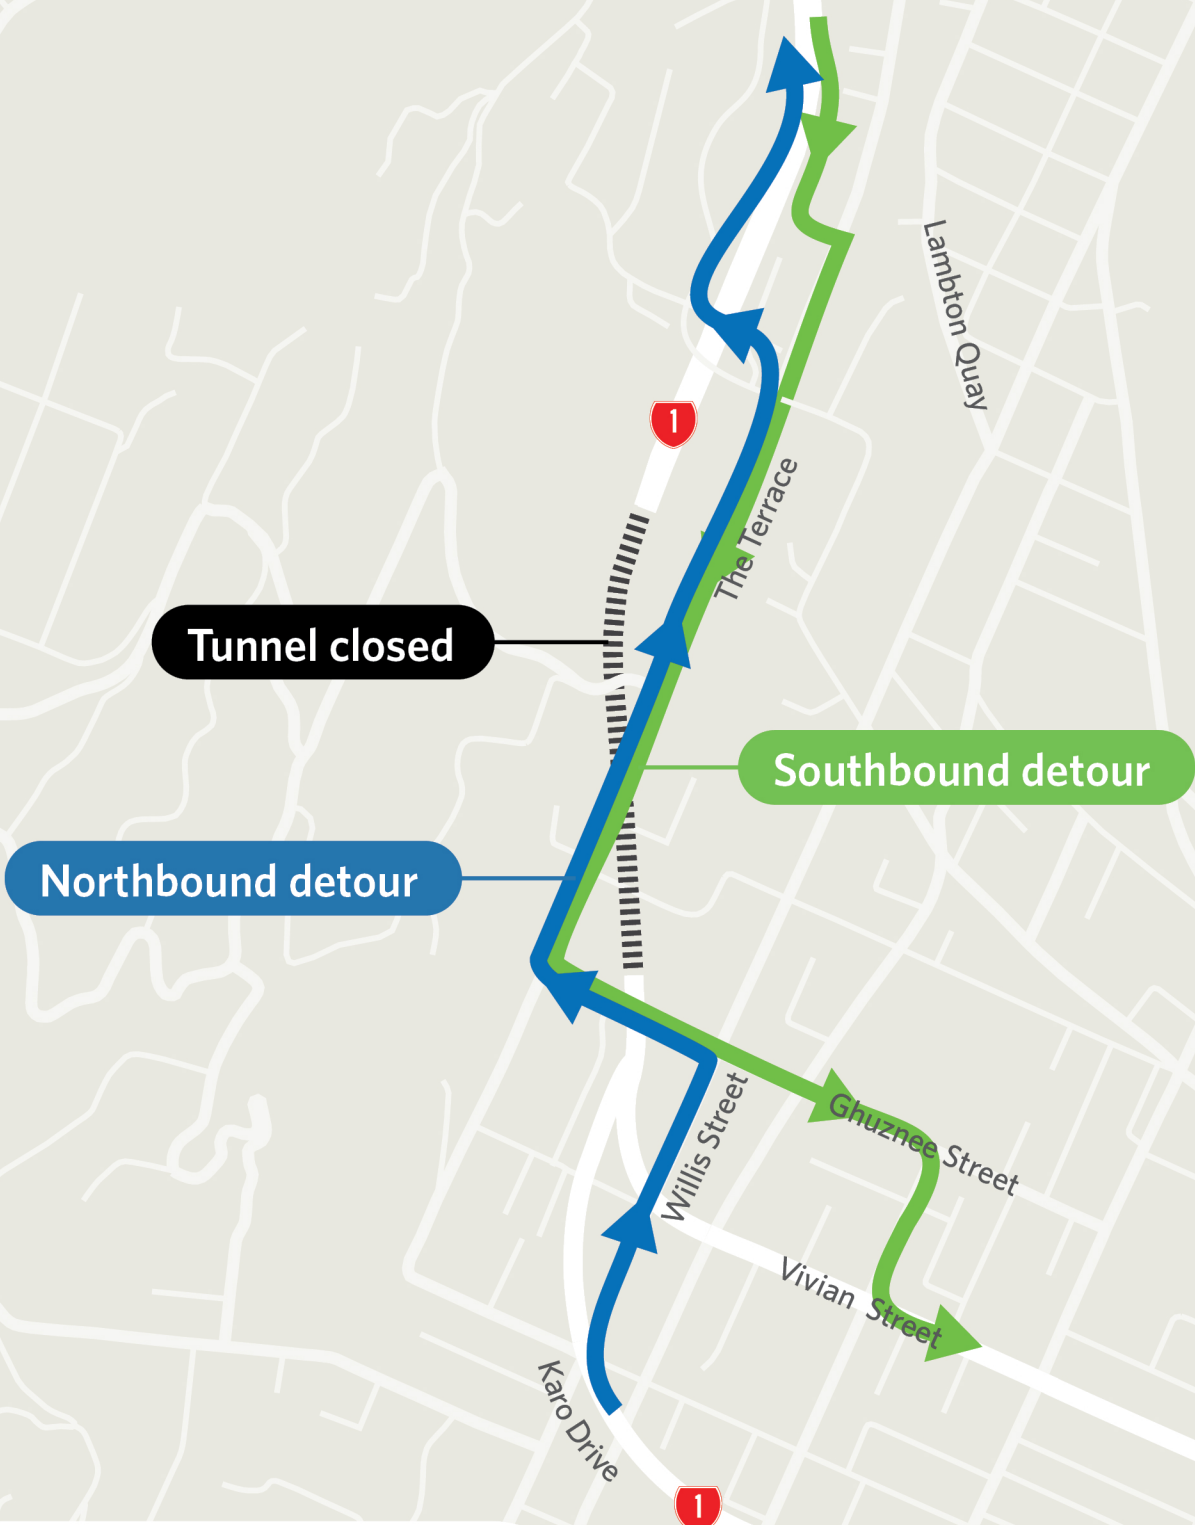 Lambton Quay
1
The Terrace
Tunnel closed
Southbound detour
Northbound detour
Willis Street
Ghuznee Street
Vivian Street
Karo Drive
1